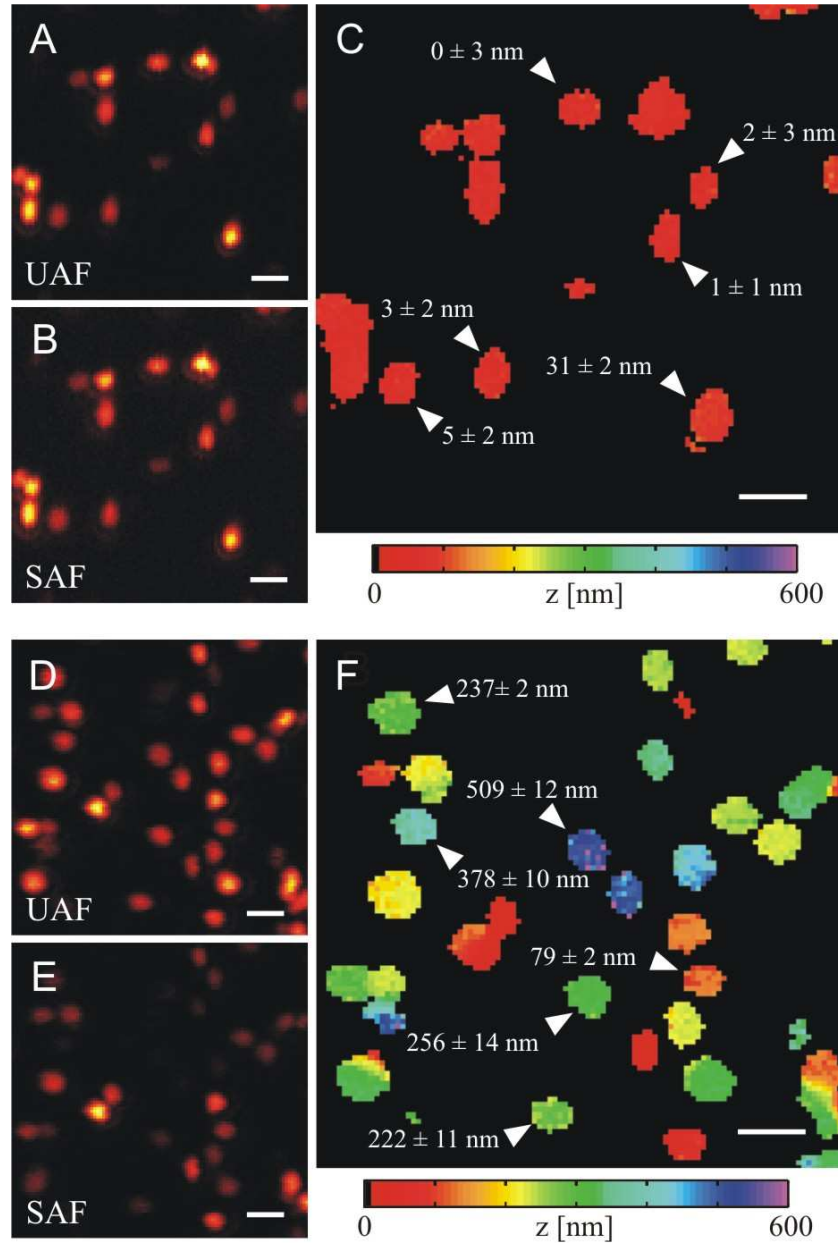 A
UAF
B
SAF
C
0 ± 3 nm
2 ± 3 nm
1 ± 1 nm
3 ± 2 nm
31 ± 2 nm
5 ± 2 nm
0 600
z [nm]
D
UAF
E
SAF
F
237± 2 nm
509 ± 12 nm
378 ± 10 nm
79 ± 2 nm
256 ± 14 nm
222 ± 11 nm
0 600
z [nm]